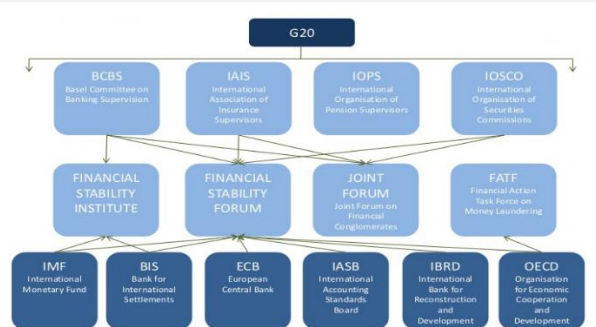 G20
BCBS
Basel Committee on
Banking Supervision
IAIS
International
Association of
Insurance
Supervisors
IOPS
International
Organisation of
Pension Supervisors
IOSCO
International
Organisation of
Securities
Commissions
FINANCIAL
STABILITY
INSTITUTE
FINANCIAL
STABILITY
FORUM
JOINT
FORUM
Joint Forum on
Financial
Conglomerates
FATF
Financial Action
Task Force on
Money Laundering
IMF
International
Monetary Fund
BIS
Bank for
International
Settlements
ECB
European
Central Bank
IASB
International
Accounting
Standards
Board
IBRD
International
Bank for
Reconstruction
and
Development
OECD
Organisation
for Economic
Cooperation and
Development